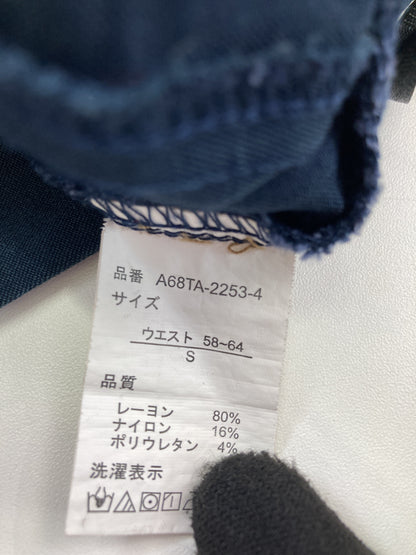 品番 A68TA-2253-4
サイズ
ウエスト 58~64
S
品質
レーヨン 80%
ナイロン 16%
ポリウレタン 4%
洗濯表示